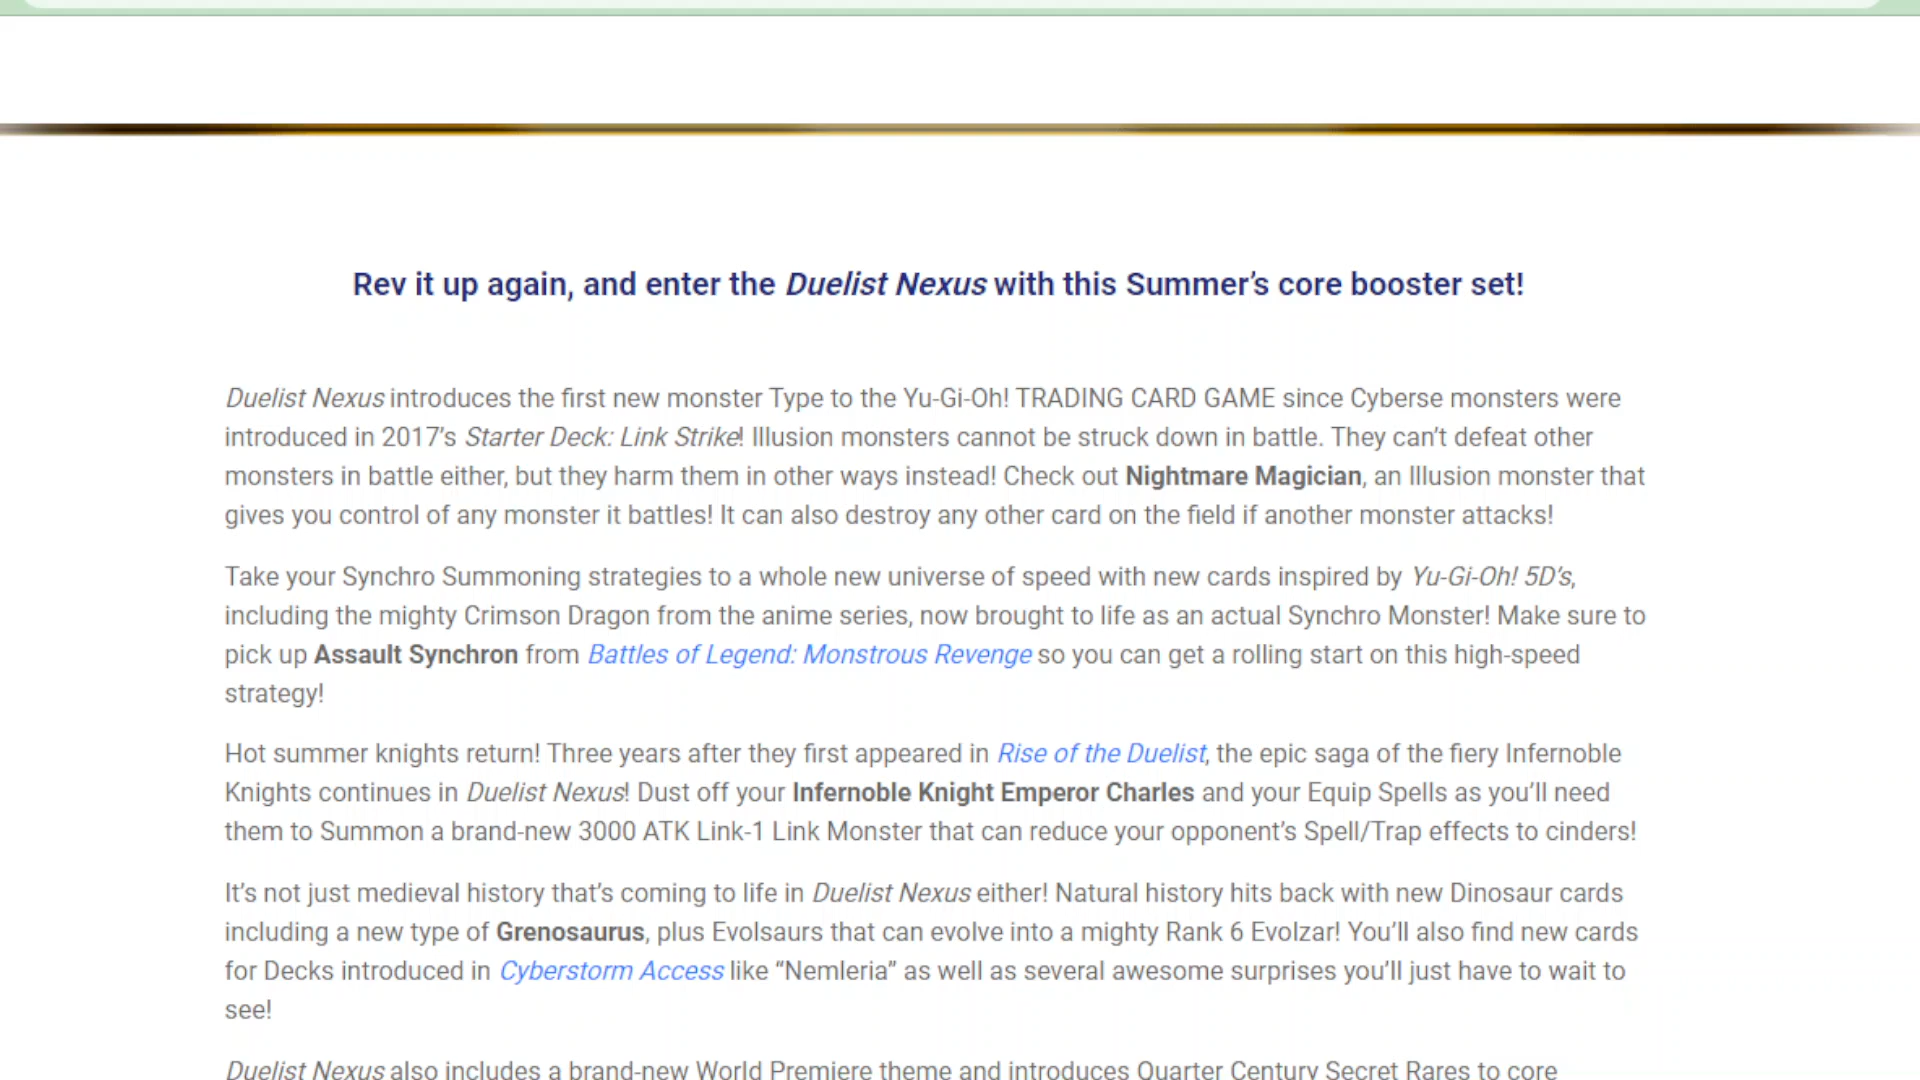 Rev it up again, and enter the Duelist Nexus with this Summer’s core booster set!
Duelist Nexus introduces the first new monster Type to the Yu-Gi-Oh! TRADING CARD GAME since Cyberse monsters were
introduced in 2017’s Starter Deck: Link Strike! Illusion monsters cannot be struck down in battle. They can’t defeat other
monsters in battle either, but they harm them in other ways instead! Check out Nightmare Magician, an Illusion monster that
gives you control of any monster it battles! It can also destroy any other card on the field if another monster attacks!
Take your Synchro Summoning strategies to a whole new universe of speed with new cards inspired by Yu-Gi-Oh! 5D’s,
including the mighty Crimson Dragon from the anime series, now brought to life as an actual Synchro Monster! Make sure to
pick up Assault Synchron from Battles of Legend: Monstrous Revenge so you can get a rolling start on this high-speed
strategy!
Hot summer knights return! Three years after they first appeared in Rise of the Duelist, the epic saga of the fiery Infernoble
Knights continues in Duelist Nexus! Dust off your Infernoble Knight Emperor Charles and your Equip Spells as you’ll need
them to Summon a brand-new 3000 ATK Link-1 Link Monster that can reduce your opponent’s Spell/Trap effects to cinders!
It’s not just medieval history that’s coming to life in Duelist Nexus either! Natural history hits back with new Dinosaur cards
including a new type of Grenosaurus, plus Evolsaurs that can evolve into a mighty Rank 6 Evolzar! You’ll also find new cards
for Decks introduced in Cyberstorm Access like “Nemleria” as well as several awesome surprises you’ll just have to wait to
see!
Duelist Nexus also includes a brand-new World Premiere theme and introduces Quarter Century Secret Rares to core